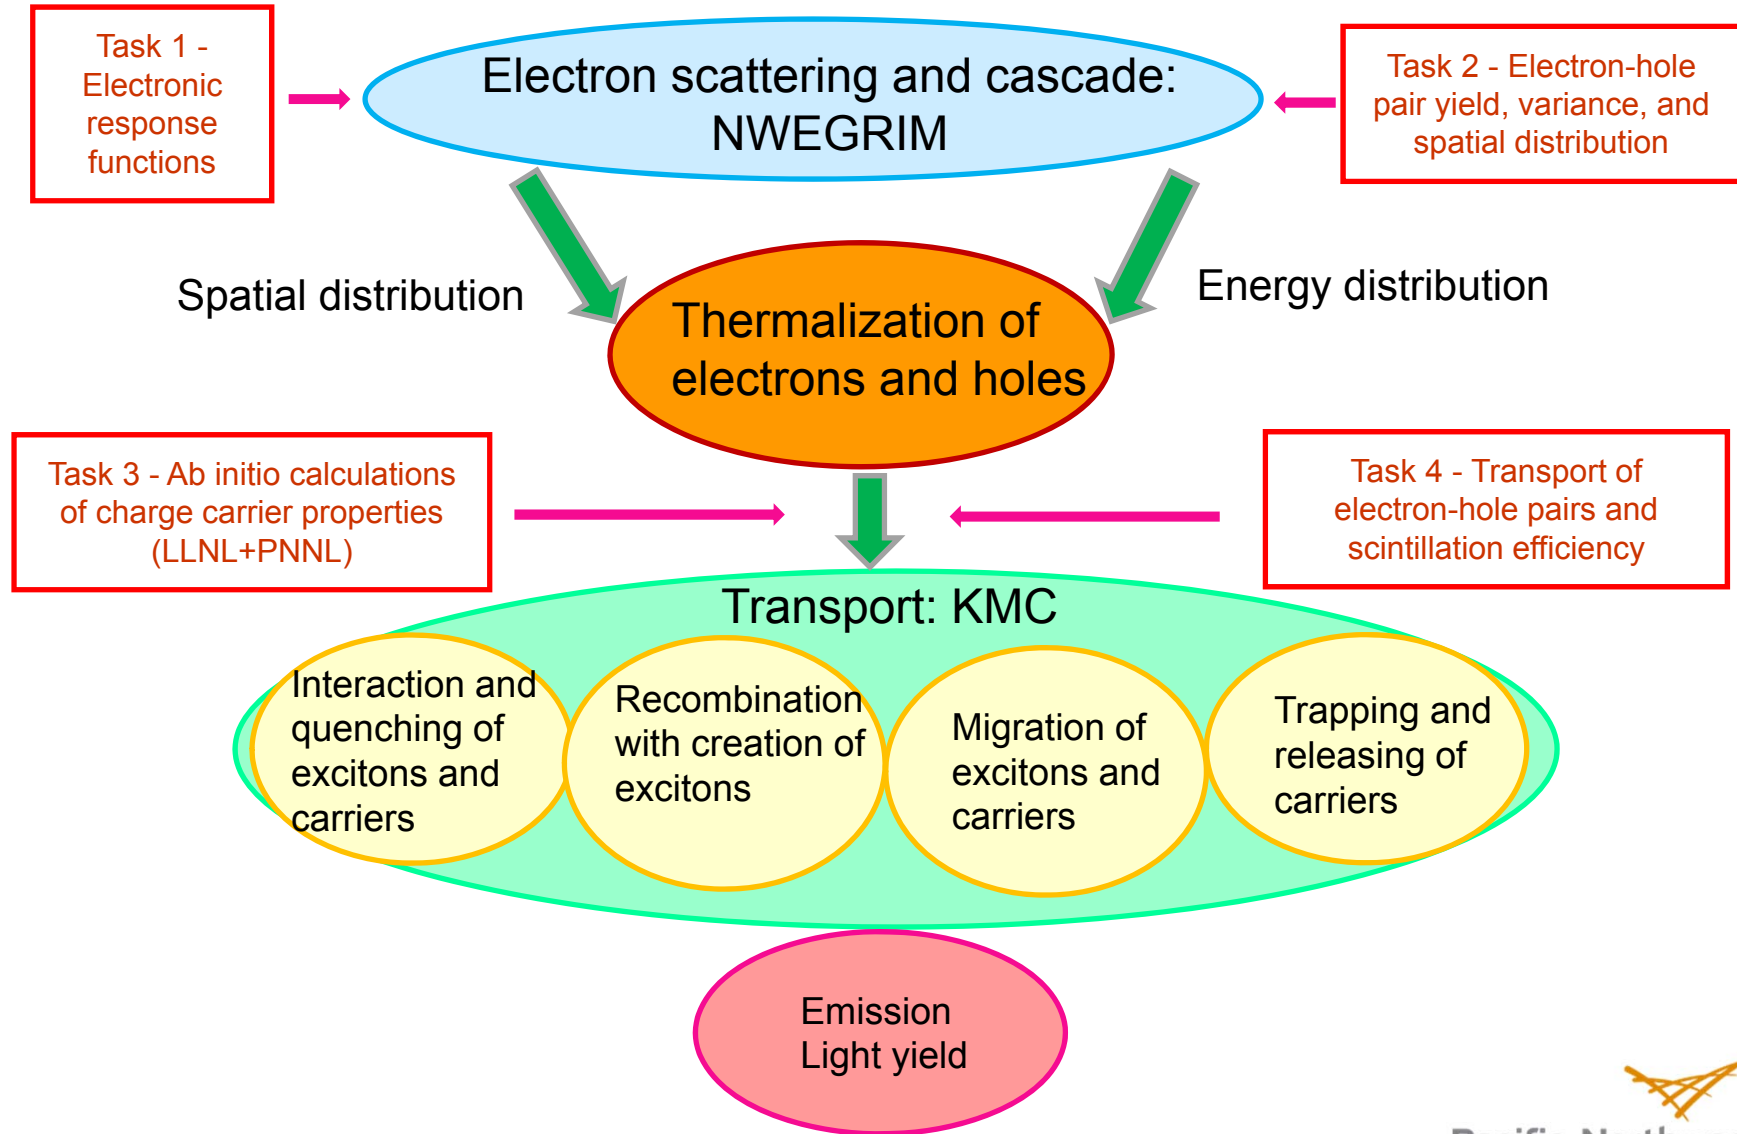 Task 1 -
Electronic
response
functions
Electron scattering and cascade:
NWEGRIM
Task 2 - Electron-hole
pair yield, variance, and
spatial distribution
Spatial distribution
Energy distribution
Thermalization of
electrons and holes
Task 3 - Ab initio calculations
of charge carrier properties
(LLNL+PNNL)
Task 4 - Transport of
electron-hole pairs and
scintillation efficiency
Transport: KMC
Interaction and
quenching of
excitons and
carriers
Recombination
with creation of
excitons
Migration of
excitons and
carriers
Trapping and
releasing of
carriers
Emission
Light yield